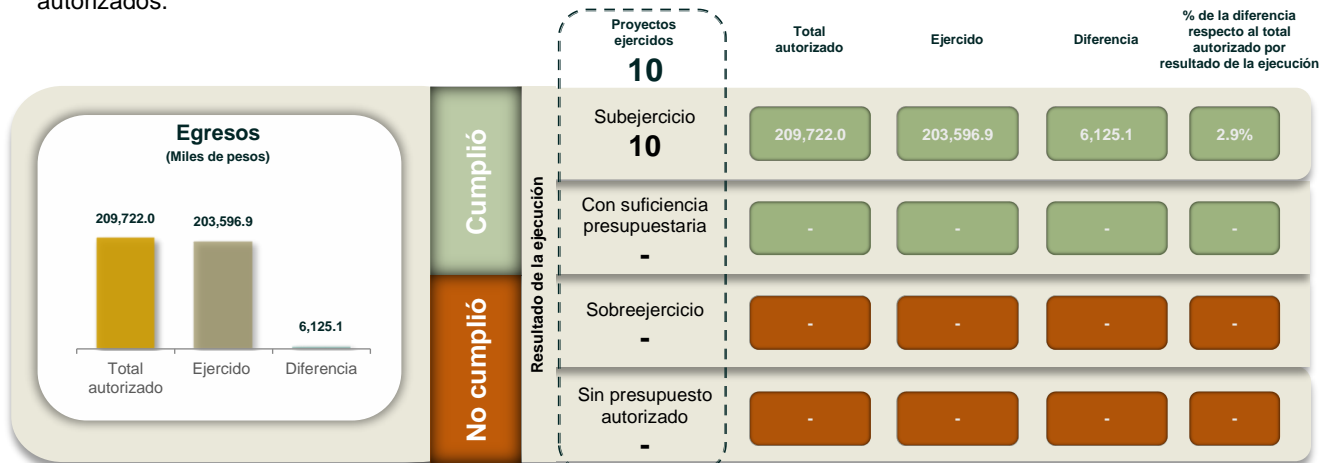 autorizados.
Proyectos
ejercidos
10
Total
autorizado
Ejercido
Diferencia
% de la diferencia
respecto al total
autorizado por
resultado de la ejecución
Egresos
(Miles de pesos)
209,722.0
203,596.9
6,125.1
Total
autorizado
Ejercido
Diferencia
Cumplió
No cumplió
Resultado de la ejecución
Subejercicio
10
209,722.0
203,596.9
6,125.1
2.9%
Con suficiencia
presupuestaria
-
-
-
-
-
Sobreejercicio
-
-
-
-
-
Sin presupuesto
autorizado
-
-
-
-
-